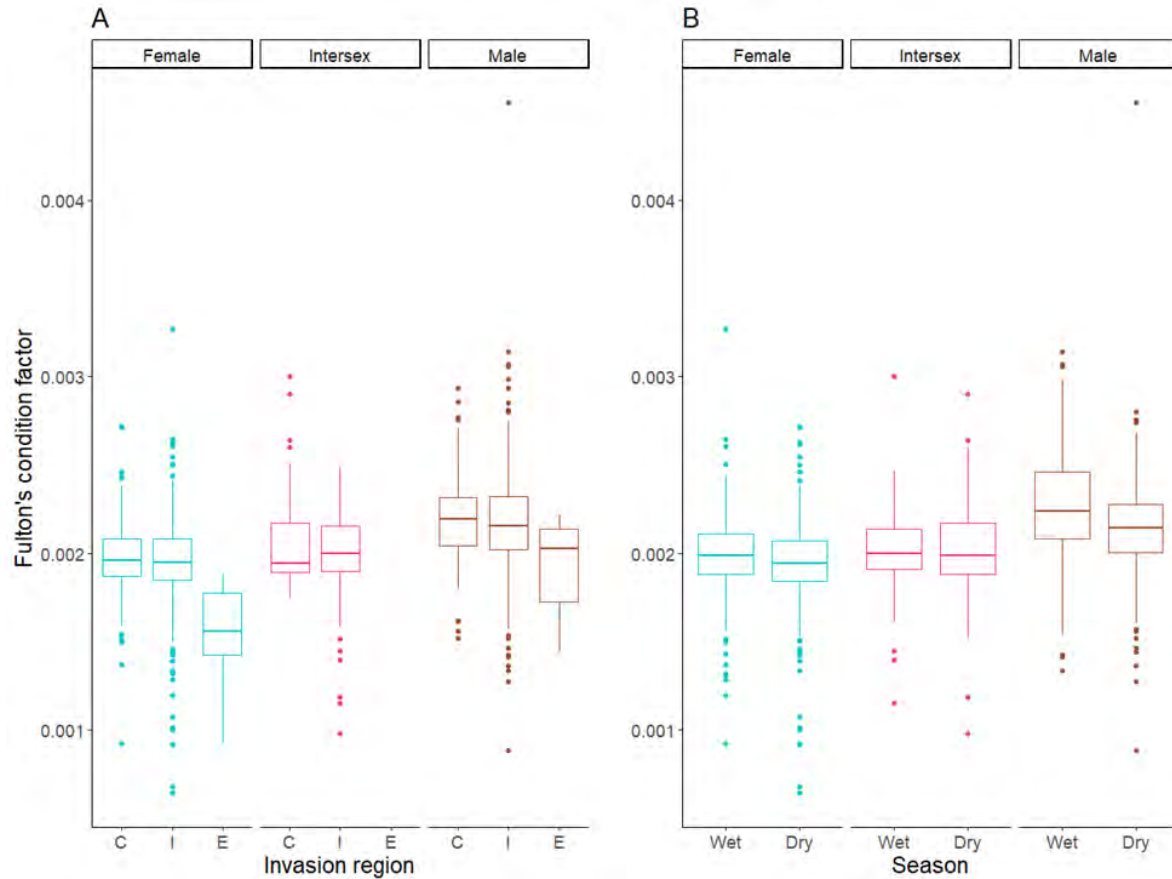 A
B
Female Intersex Male
Female Intersex Male
Fulton's condition factor
0.004
0.003
0.002
0.001
0.004
0.003
0.002
0.001
C I E C I E C I E
Wet Dry Wet Dry Wet Dry
Invasion region
Season